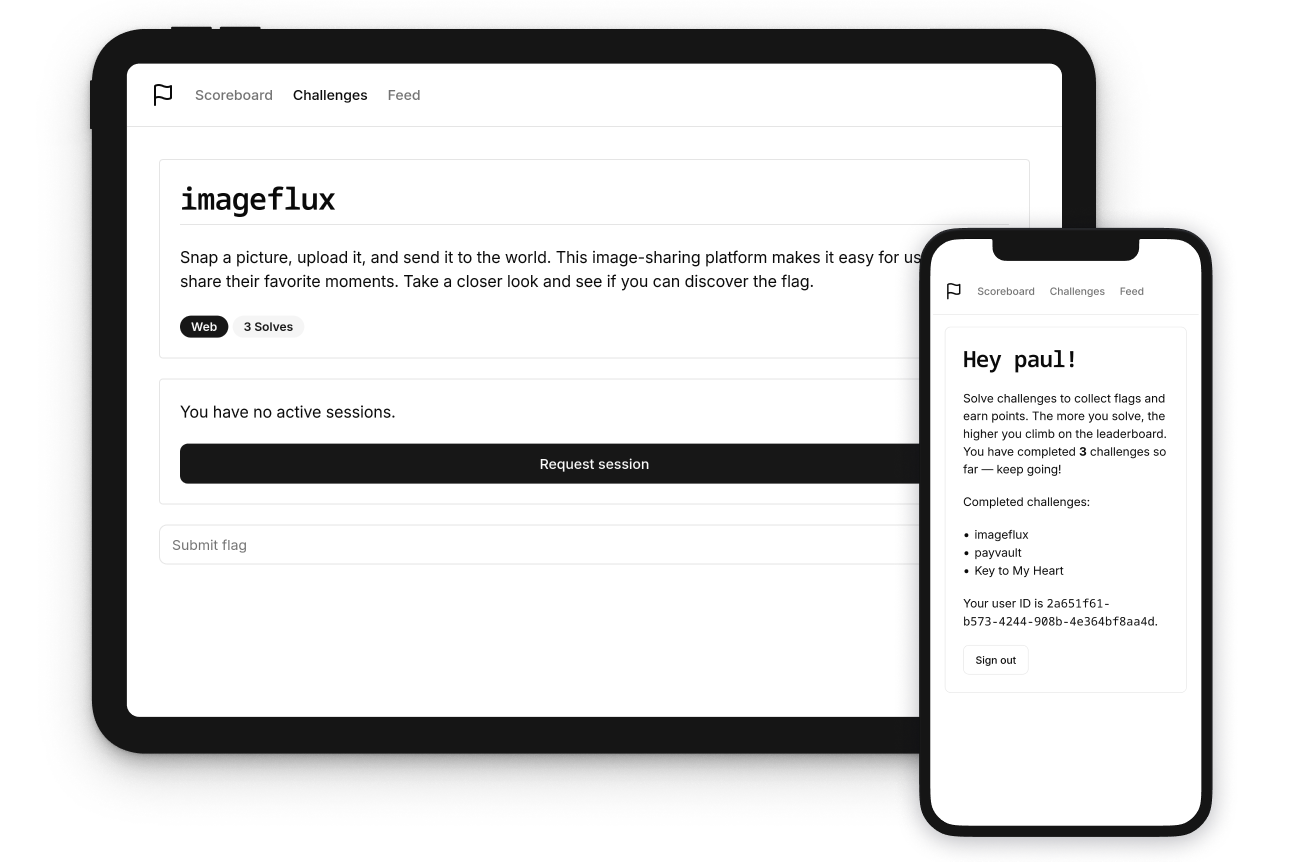 Scoreboard Challenges Feed
imageflux
Snap a picture, upload it, and send it to the world. This image-sharing platform makes it easy for us
share their favorite moments. Take a closer look and see if you can discover the flag.
Web 3 Solves
You have no active sessions.
Request session
Submit flag
Scoreboard Challenges Feed
Hey paul!
Solve challenges to collect flags and
earn points. The more you solve, the
higher you climb on the leaderboard.
You have completed 3 challenges so
far — keep going!
Completed challenges:
• imageflux
• payvault
• Key to My Heart
Your user ID is 2a651f61-
b573-4244-908b-4e364bf8aa4d.
Sign out